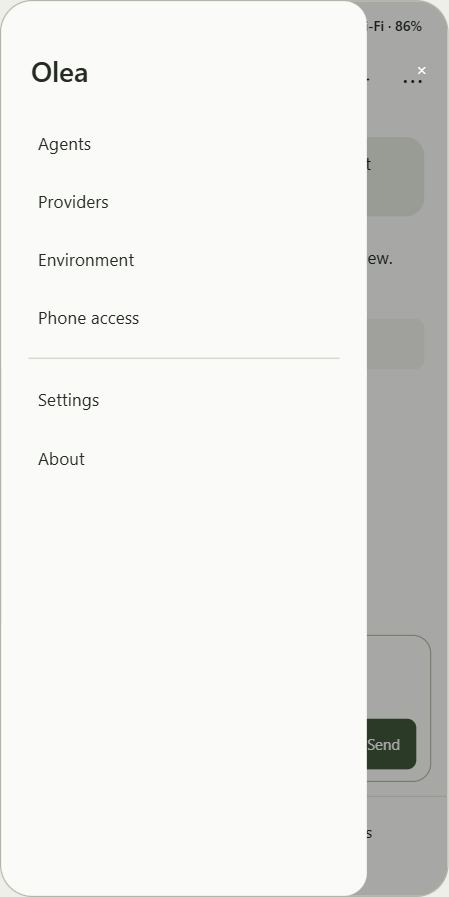 i-Fi · 86%
Olea
×
...
Agents
t
Providers
Environment
ew.
Phone access
Settings
About
Send
s